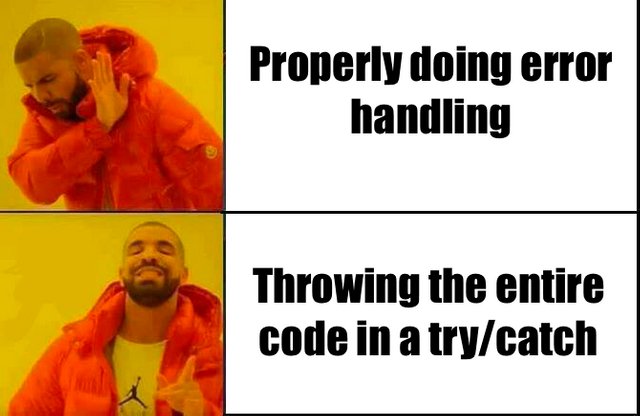 Properly doing error
handling
Throwing the entire
code in a try/catch